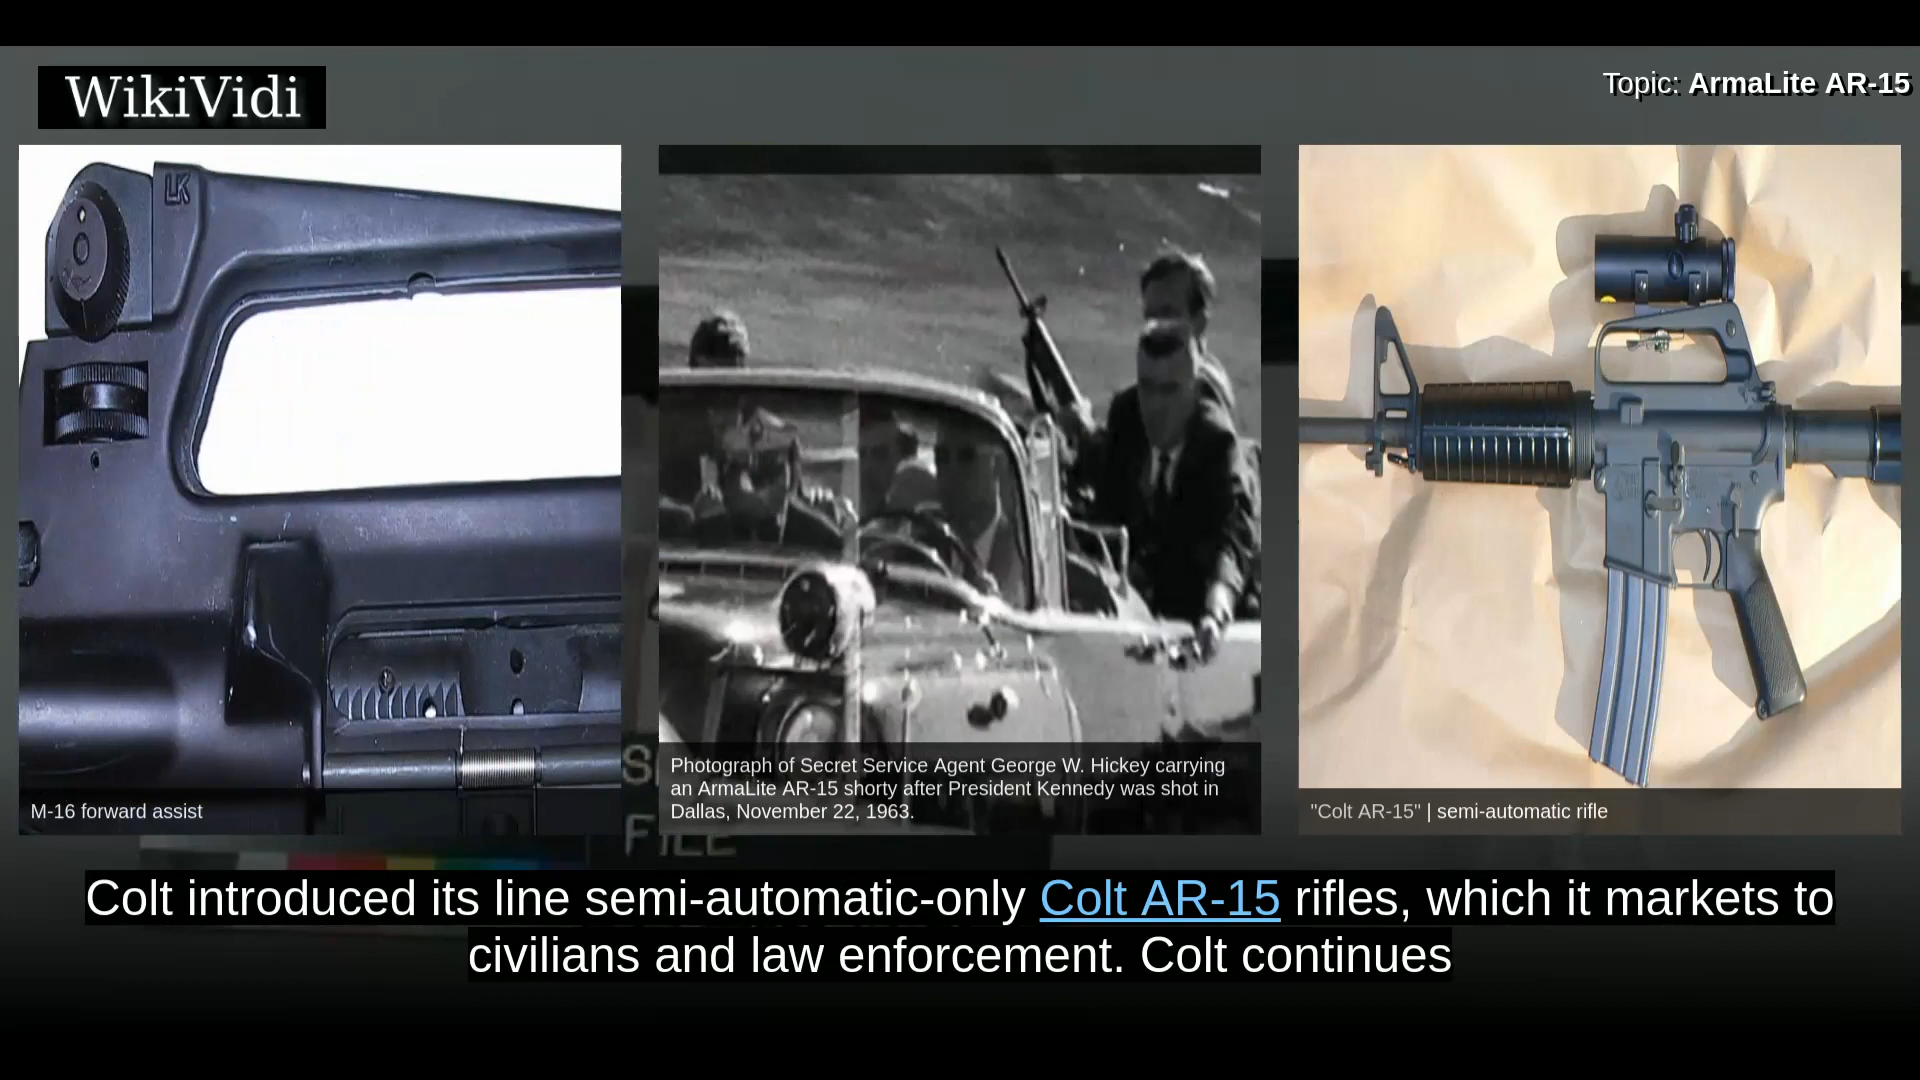 WikiVidi
Topic: ArmaLite AR-15
LK
M-16 forward assist
Photograph of Secret Service Agent George W. Hickey carrying
an ArmaLite AR-15 shorty after President Kennedy was shot in
Dallas, November 22, 1963.
"Colt AR-15" | semi-automatic rifle
Colt introduced its line semi-automatic-only Colt AR-15 rifles, which it markets to
civilians and law enforcement. Colt continues